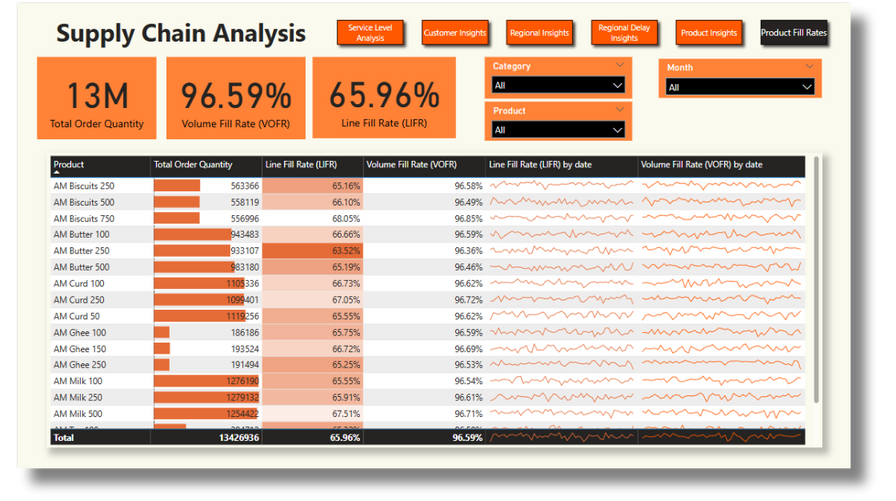 Supply Chain Analysis
Service Level
Analysis
Customer Insights
Regional Insights
Regional Delay
Insights
Product Insights
Product Fill Rates
13M
Total Order Quantity
96.59%
Volume Fill Rate (VOFR)
65.96%
Line Fill Rate (LIFR)
Category
All
Product
All
Month
All
Product Total Order Quantity Line Fill Rate (LIFR) Volume Fill Rate (VOFR) Line Fill Rate (LIFR) by date Volume Fill Rate (VOFR) by date
AM Biscuits 250 563366 65.16% 96.58%
AM Biscuits 500 558119 66.10% 96.49%
AM Biscuits 750 556996 68.05% 96.85%
AM Butter 100 943483 66.66% 96.59%
AM Butter 250 933107 63.52% 96.36%
AM Butter 500 983180 65.19% 96.46%
AM Curd 100 1105336 66.73% 96.62%
AM Curd 250 1099401 67.05% 96.72%
AM Curd 50 1119256 65.55% 96.62%
AM Ghee 100 186186 65.75% 96.59%
AM Ghee 150 193524 66.72% 96.69%
AM Ghee 250 191494 65.25% 96.53%
AM Milk 100 1276190 65.55% 96.54%
AM Milk 250 1279132 65.91% 96.61%
AM Milk 500 1254422 67.51% 96.71%
Total 13426936 65.96% 96.59%